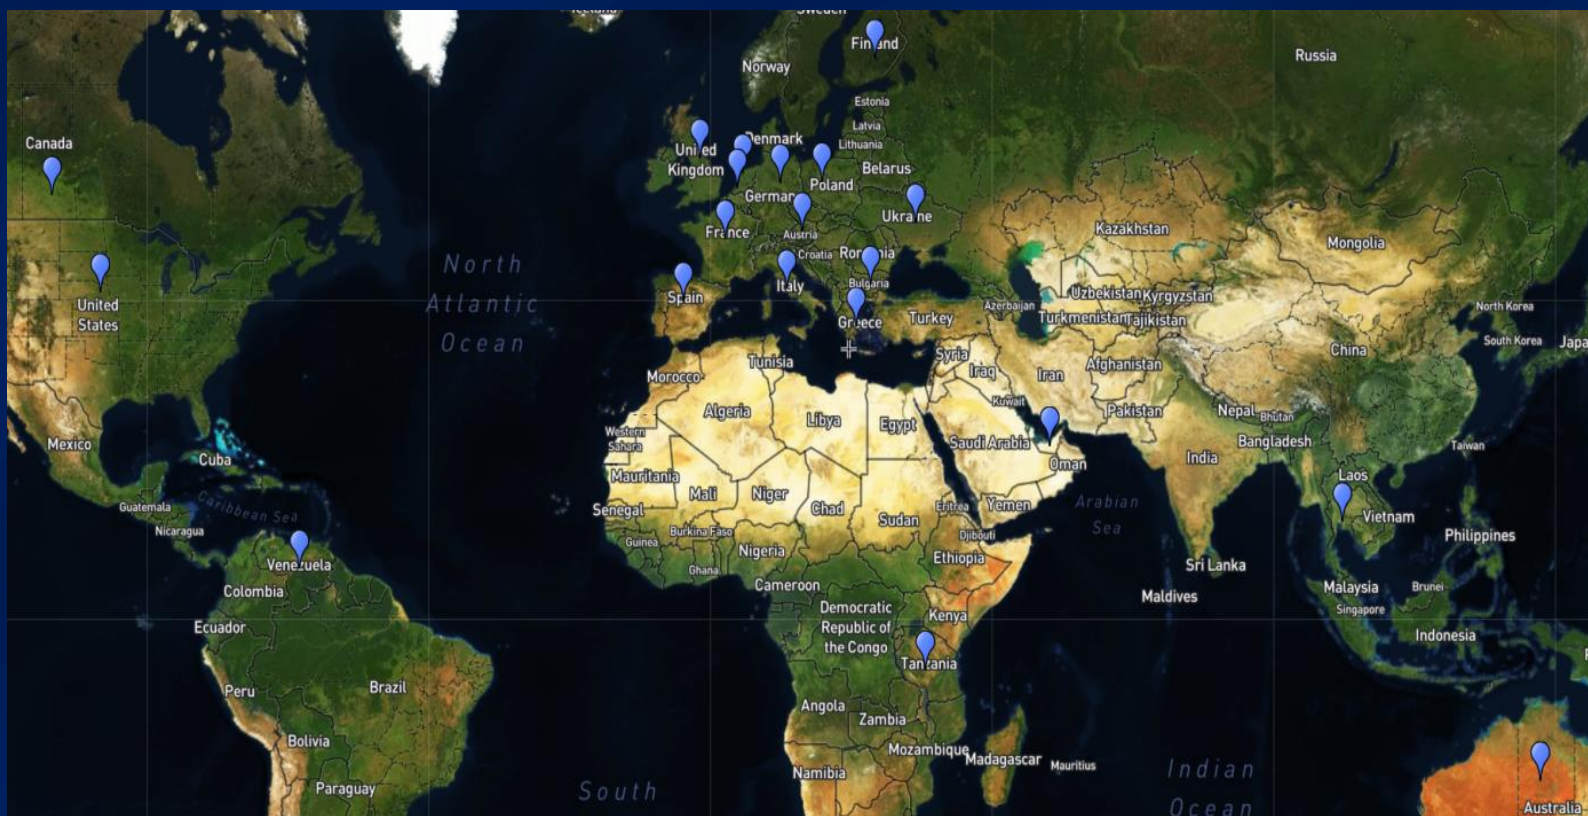 Iceland
Sweden
Finland
Russia
Norway
Estonia
Latvia
Lithuania
Canada
Denmark
United
Kingdom
Belarus
Poland
Germany
Ukraine
France
Austria
Kazakhstan
Mongolia
North
Atlantic
Ocean
Croatia
Romania
Italy
Bulgaria
Spain
United
States
Greece
Turkey
Azerbaijan
Uzbekistan
Kyrgyzstan
Turkmenistan
Tajikistan
North Korea
South Korea
Japa
China
Tunisia
Syria
Iraq
Iran
Afghanistan
Morocco
Kuwait
Pakistan
Nepal
Bhutan
Algeria
Libya
Egypt
Western
Sahara
Saudi Arabia
Bangladesh
Taiwan
Mexico
Cuba
Oman
India
Laos
Mauritania
Mali
Niger
Chad
Sudan
Eritrea
Yemen
Arabian
Sea
Vietnam
Guatemala
Caribbean Sea
Senegal
Nicaragua
Burkina Faso
Guinea
Nigeria
Djibouti
Ethiopia
Philippines
Venezuela
Ghana
Cameroon
Sri Lanka
Colombia
Maldives
Malaysia
Brunei
Singapore
Ecuador
Democratic
Republic of
the Congo
Kenya
Indonesia
Tanzania
Peru
Brazil
Angola
Zambia
Bolivia
Mozambique
Madagascar
Mauritius
Namibia
Indian
Ocean
Paraguay
South
Australia